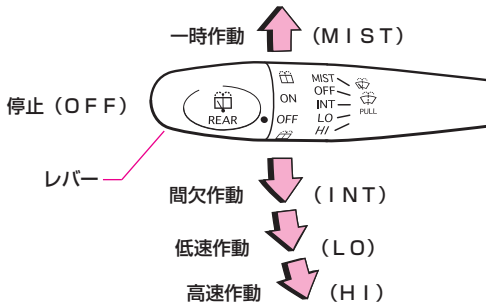 一時作動 (MIST)
停止(OFF)
REAR
ON
OFF
MIST
OFF
INT
LO
HI
PULL
レバー
間欠作動 (INT)
低速作動 (LO)
高速作動 (HI)